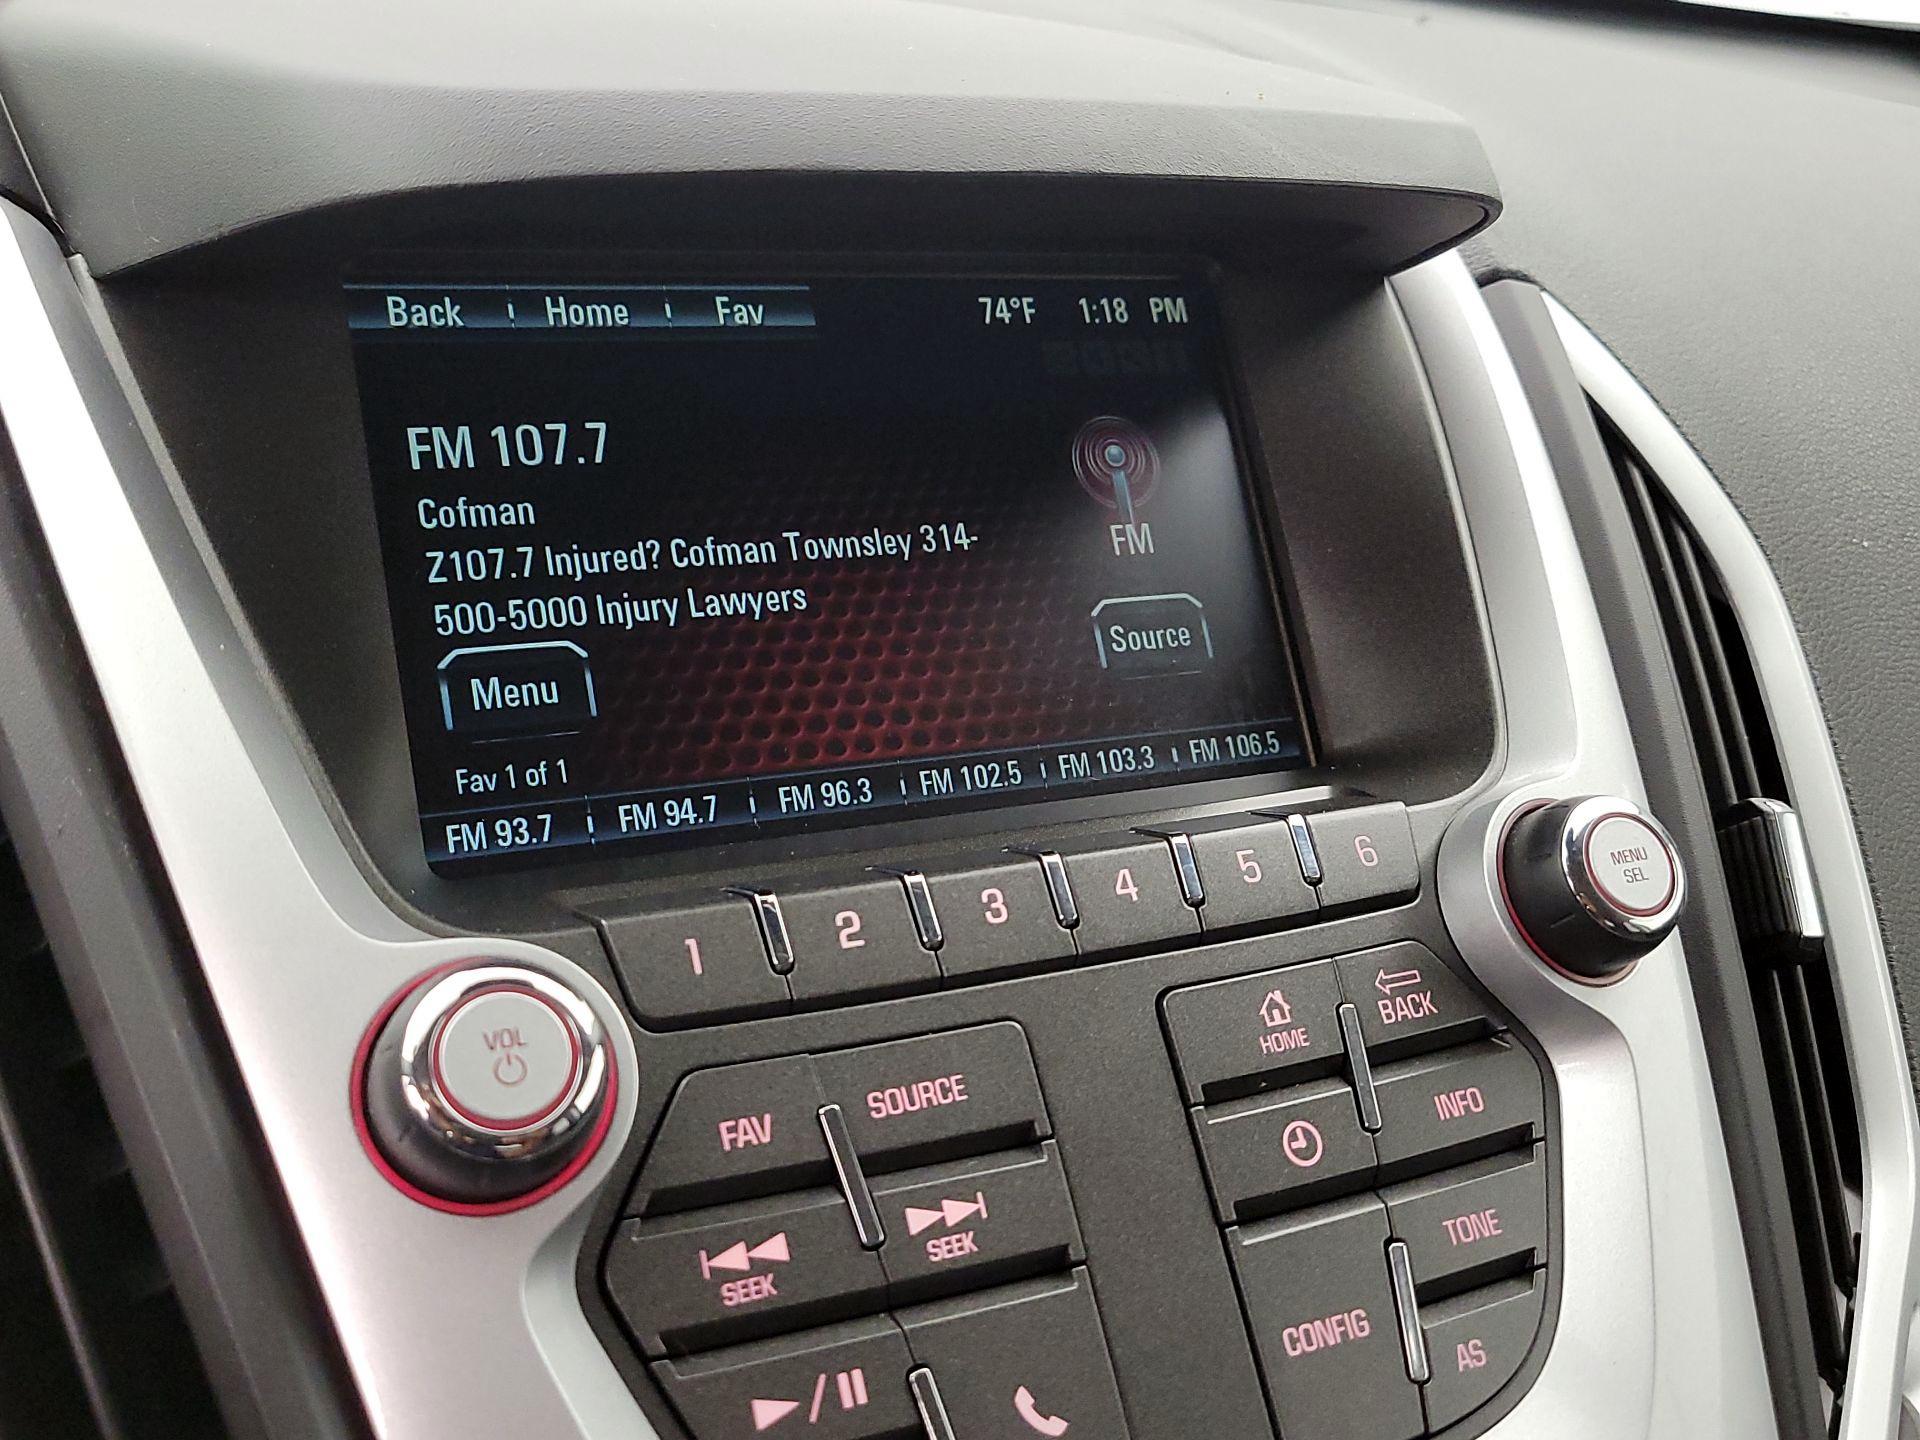 Back Home Fav 74°F 1:18 PM
FM 107.7
Cofman
Z107.7 Injured? Cofman Townsley 314-
500-5000 Injury Lawyers
FM
Source
Menu
Fav 1 of 1
FM 93.7 FM 94.7 FM 96.3 FM 102.5 FM 103.3 FM 106.5
1 2 3 4 5 6
MENU
SEL
VOL
FAV SOURCE
SEEK SEEK
HOME BACK
INFO
CONFIG TONE
AS